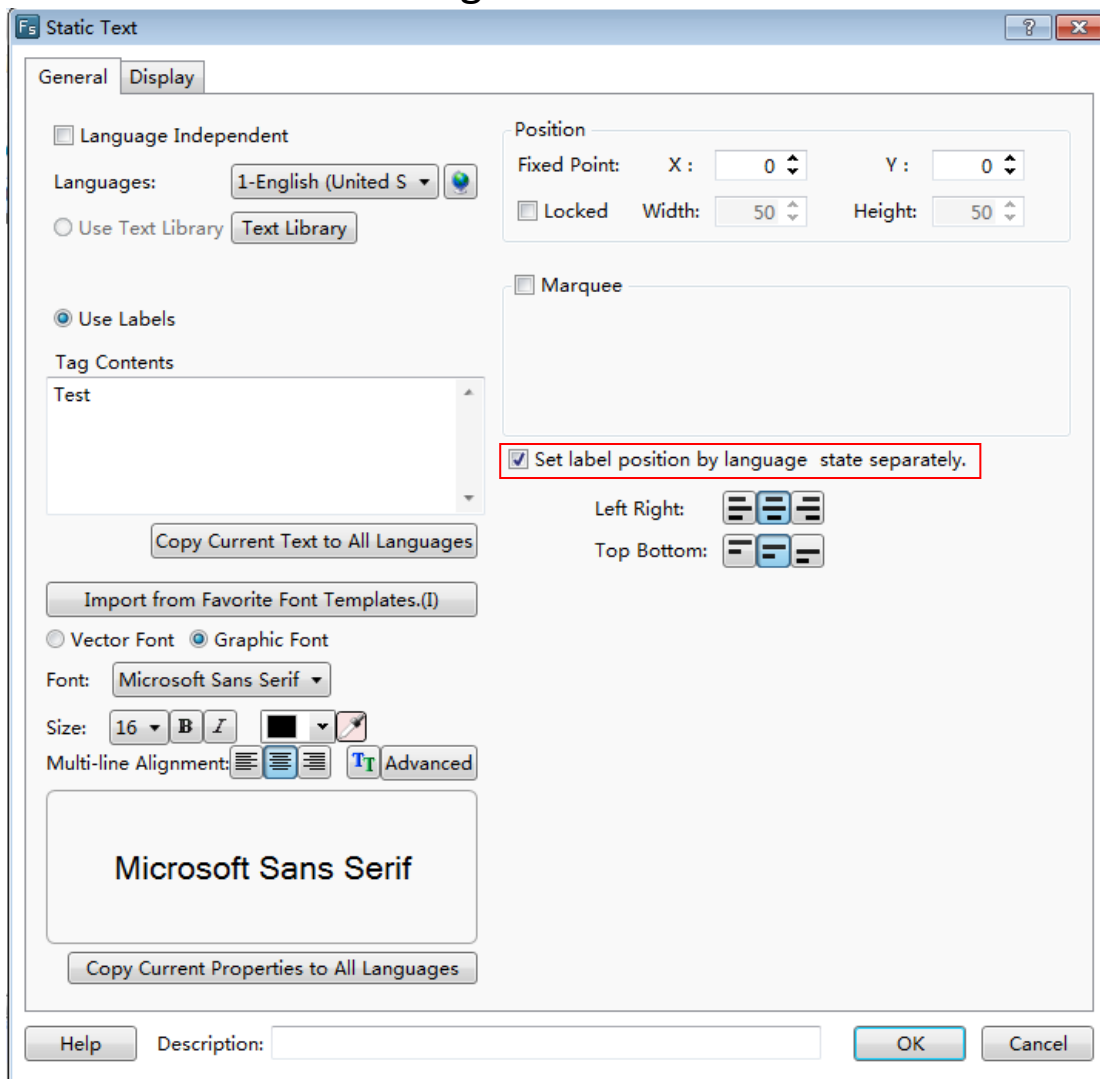 Fs Static Text
General Display
Language Independent
Languages: 1-English (United S
Use Text Library Text Library
Use Labels
Tag Contents
Test
Copy Current Text to All Languages
Import from Favorite Font Templates.(I)
Vector Font Graphic Font
Font: Microsoft Sans Serif
Size: 16 B I
Multi-line Alignment: TT Advanced
Microsoft Sans Serif
Copy Current Properties to All Languages
Position
Fixed Point: X : 0 Y : 0
Locked Width: 50 Height: 50
Marquee
Set label position by language state separately.
Left Right:
Top Bottom:
Help Description: OK Cancel